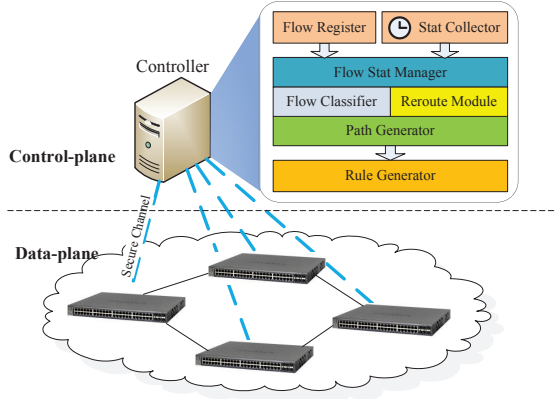 Flow Register
Stat Collector
Controller
Flow Stat Manager
Flow Classifier
Reroute Module
Path Generator
Control-plane
Rule Generator
Secure Channel
Data-plane